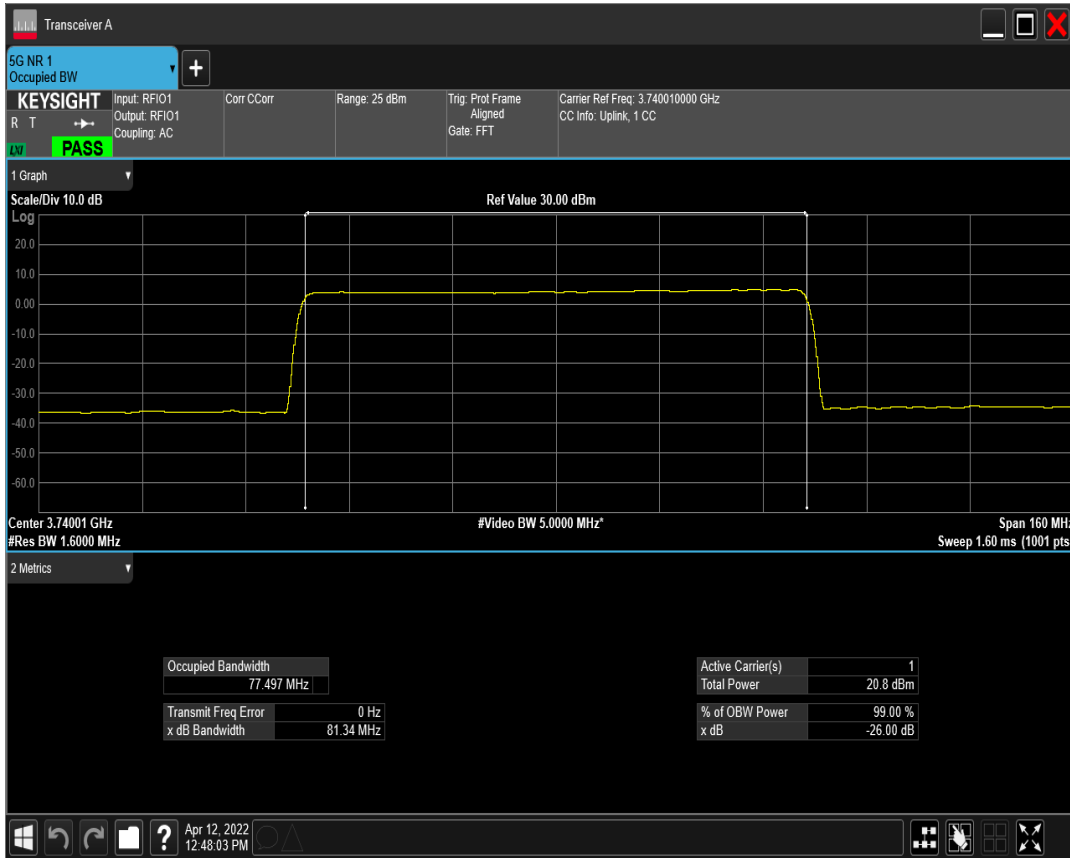 Transceiver A
5G NR 1
Occupied BW
+
KEYSIGHT
R T
LXI
PASS
Input: RFIO1
Output: RFIO1
Coupling: AC
Corr CCorr
Range: 25 dBm
Trig: Prot Frame
Aligned
Gate: FFT
Carrier Ref Freq: 3.740010000 GHz
CC Info: Uplink, 1 CC
1 Graph
Scale/Div 10.0 dB
Ref Value 30.00 dBm
Log
20.0
10.0
0.00
-10.0
-20.0
-30.0
-40.0
-50.0
-60.0
Center 3.74001 GHz
#Video BW 5.0000 MHz*
Span 160 MHz
#Res BW 1.6000 MHz
Sweep 1.60 ms (1001 pts
2 Metrics
Occupied Bandwidth
77.497 MHz
Transmit Freq Error 0 Hz
x dB Bandwidth 81.34 MHz
Active Carrier(s) 1
Total Power 20.8 dBm
% of OBW Power 99.00 %
x dB -26.00 dB
?
Apr 12, 2022
12:48:03 PM